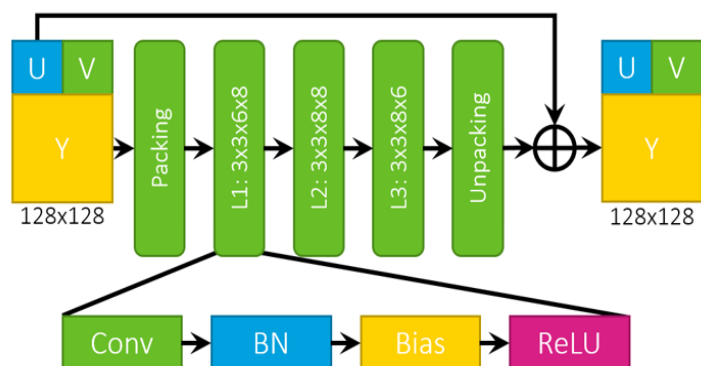 U V
Y
128x128
Packing
L1: 3x3x6x8
L2: 3x3x8x8
L3: 3x3x8x6
Unpacking
U V
Y
128x128
Conv
BN
Bias
ReLU